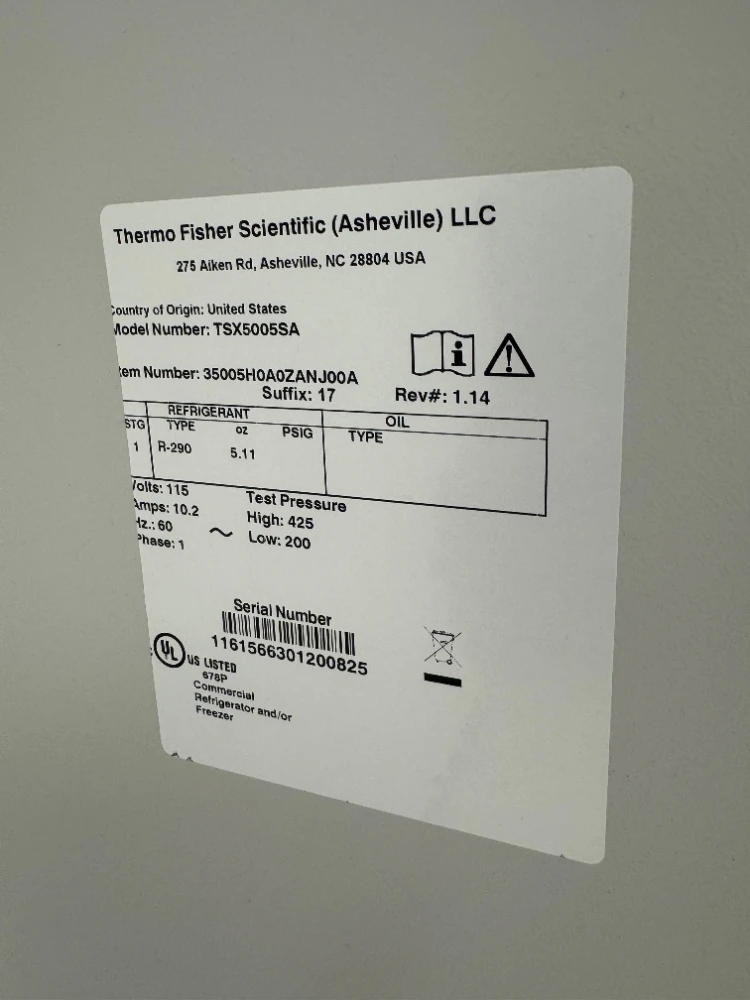 Thermo Fisher Scientific (Asheville) LLC
275 Aiken Rd, Asheville, NC 28804 USA
Country of Origin: United States
Model Number: TSX5005SA
tem Number: 35005H0A0ZANJ00A
Suffix: 17 Rev#: 1.14
REFRIGERANT OIL
STG TYPE oz PSIG TYPE
1 R-290 5.11
Volts: 115 Test Pressure
Amps: 10.2 High: 425
Hz.: 60 ~ Low: 200
Phase: 1
Serial Number
1161566301200825
UL US LISTED
678P
Commercial
Refrigerator and/or
Freezer